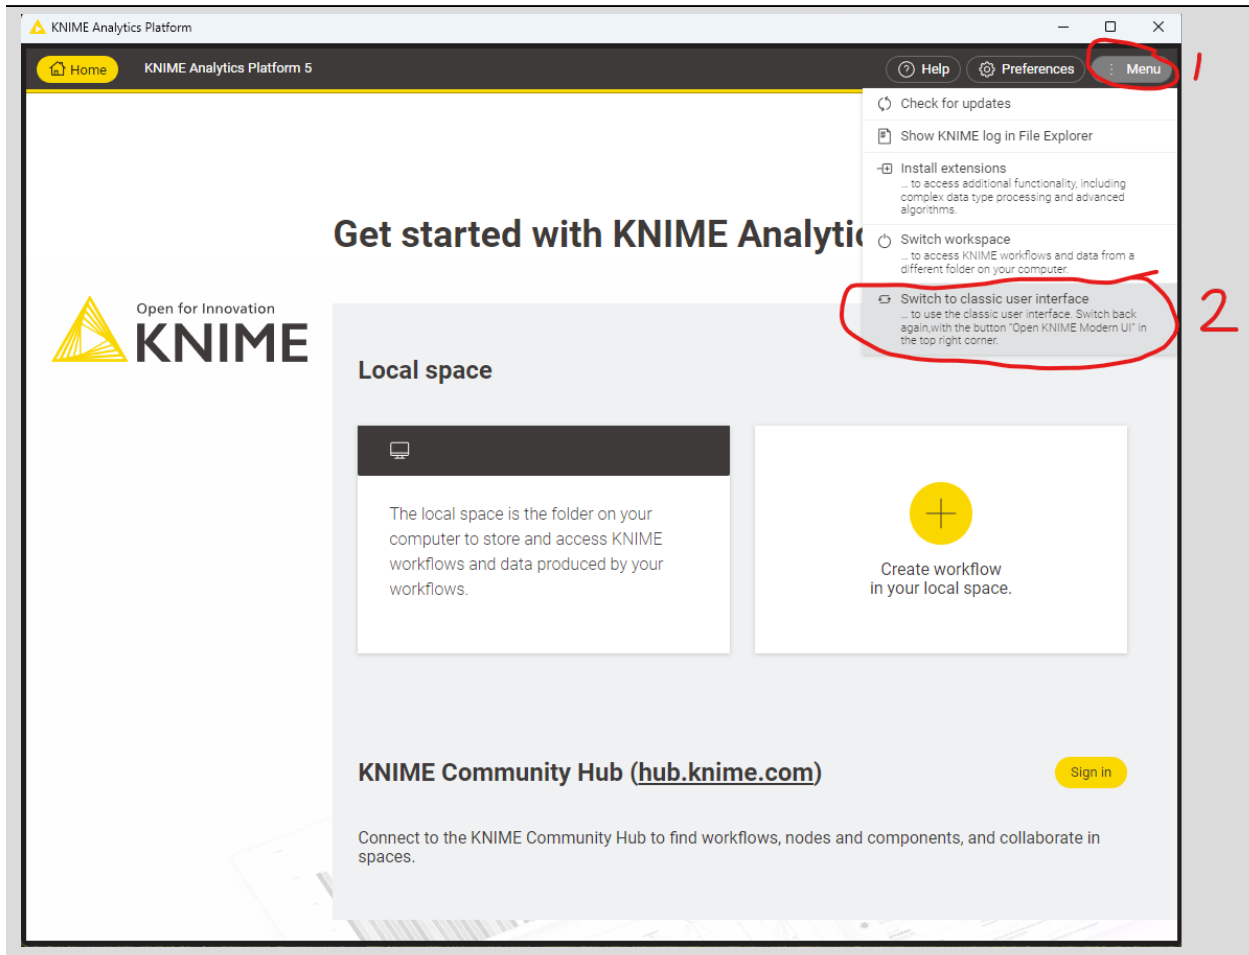 KNIME Analytics Platform
Home
KNIME Analytics Platform 5
Help
Preferences
Menu
1
Check for updates
Show KNIME log in File Explorer
Install extensions
... to access additional functionality, including
complex data type processing and advanced
algorithms.
Switch workspace
... to access KNIME workflows and data from a
different folder on your computer.
Switch to classic user interface
... to use the classic user interface. Switch back
again,with the button "Open KNIME Modern UI" in
the top right corner.
2
Get started with KNIME Analytic
Open for Innovation
KNIME
Local space
The local space is the folder on your
computer to store and access KNIME
workflows and data produced by your
workflows.
Create workflow
in your local space.
KNIME Community Hub (hub.knime.com)
Sign in
Connect to the KNIME Community Hub to find workflows, nodes and components, and collaborate in
spaces.